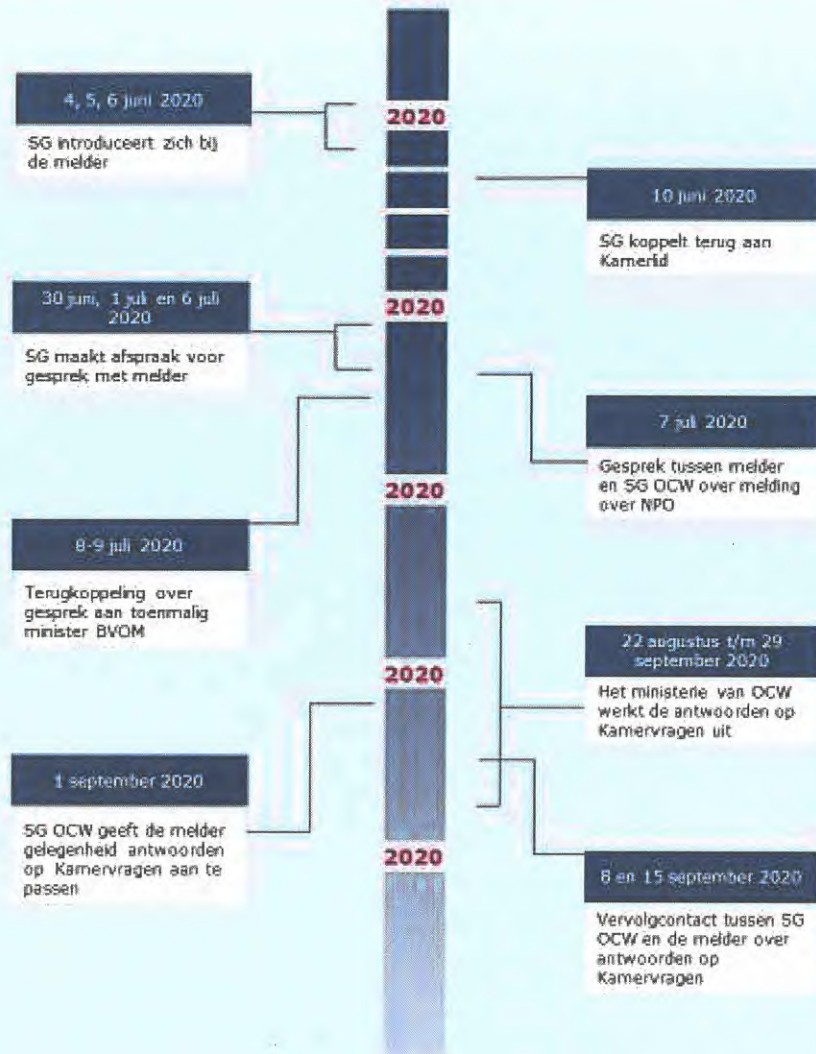 2020
4, 5, 6 juni 2020
SG introduceert zich bij
de melder
10 juni 2020
SG koppelt terug aan
Kamerlid
2020
30 juni, 1 juli en 6 juli
2020
SG maakt afspraak voor
gesprek met melder
7 juli 2020
Gesprek tussen melder
en SG OCW over melding
over NPO
2020
8-9 juli 2020
Terugkoppeling over
gesprek aan toenmalig
minister BVOM
22 augustus t/m 29
september 2020
Het ministerie van OCW
werkt de antwoorden op
Kamervragen uit
2020
1 september 2020
SG OCW geeft de melder
gelegenheid antwoorden
op Kamervragen aan te
passen
2020
8 en 15 september 2020
Vervolgcontact tussen SG
OCW en de melder over
antwoorden op
Kamervragen